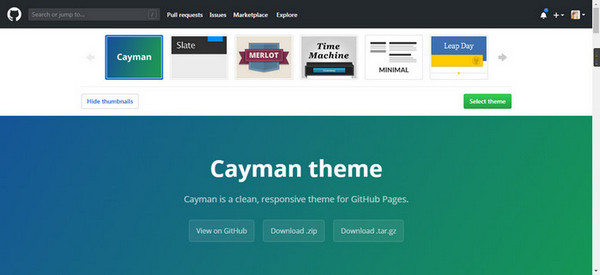 Search or jump to... /
Pull requests Issues Marketplace Explore
Cayman
Slate
MERLOT
Time
Machine
MINIMAL
Leap Day
Hide thumbnails
Select theme
Cayman theme
Cayman is a clean, responsive theme for GitHub Pages.
View on GitHub
Download .zip
Download .tar.gz